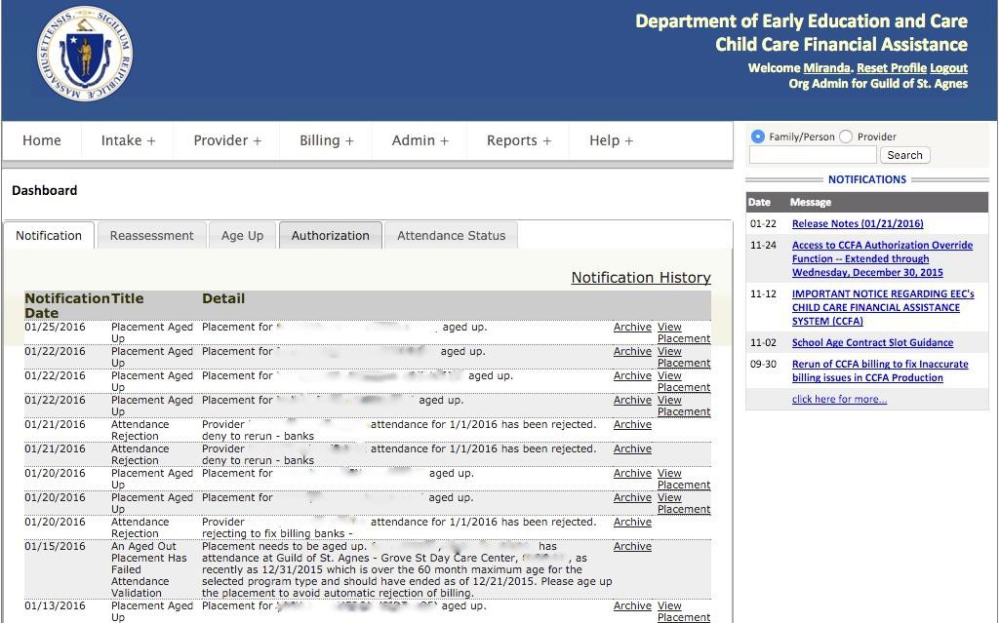 SIGILLUM REIPUBLICÆ MASSACHUSETTENSIS
Department of Early Education and Care
Child Care Financial Assistance
Welcome Miranda. Reset Profile Logout
Org Admin for Guild of St. Agnes
Home Intake + Provider + Billing + Admin + Reports + Help +
Family/Person Provider
Search
Dashboard
Notification Reassessment Age Up Authorization Attendance Status
Notification History
Notification Date Title Detail
01/25/2016 Placement Aged Up Placement for aged up. Archive View Placement
01/22/2016 Placement Aged Up Placement for aged up. Archive View Placement
01/22/2016 Placement Aged Up Placement for aged up. Archive View Placement
01/22/2016 Placement Aged Up Placement for aged up. Archive View Placement
01/21/2016 Attendance Rejection Provider attendance for 1/1/2016 has been rejected. Archive
deny to rerun - banks
01/21/2016 Attendance Rejection Provider attendance for 1/1/2016 has been rejected. Archive
deny to rerun - banks
01/20/2016 Placement Aged Up Placement for aged up. Archive View Placement
01/20/2016 Placement Aged Up Placement for aged up. Archive View Placement
01/20/2016 Attendance Rejection Provider attendance for 1/1/2016 has been rejected. Archive
rejecting to fix billing banks -
01/15/2016 An Aged Out Placement Has Failed Attendance Validation Placement needs to be aged up. has Archive
attendance at Guild of St. Agnes - Grove St Day Care Center, , as
recently as 12/31/2015 which is over the 60 month maximum age for the
selected program type and should have ended as of 12/21/2015. Please age up
the placement to avoid automatic rejection of billing.
01/13/2016 Placement Aged Up Placement for aged up. Archive View Placement
NOTIFICATIONS
Date Message
01-22 Release Notes (01/21/2016)
11-24 Access to CCFA Authorization Override
Function -- Extended through
Wednesday, December 30, 2015
11-12 IMPORTANT NOTICE REGARDING EEC's
CHILD CARE FINANCIAL ASSISTANCE
SYSTEM (CCFA)
11-02 School Age Contract Slot Guidance
09-30 Rerun of CCFA billing to fix Inaccurate
billing issues in CCFA Production
click here for more...